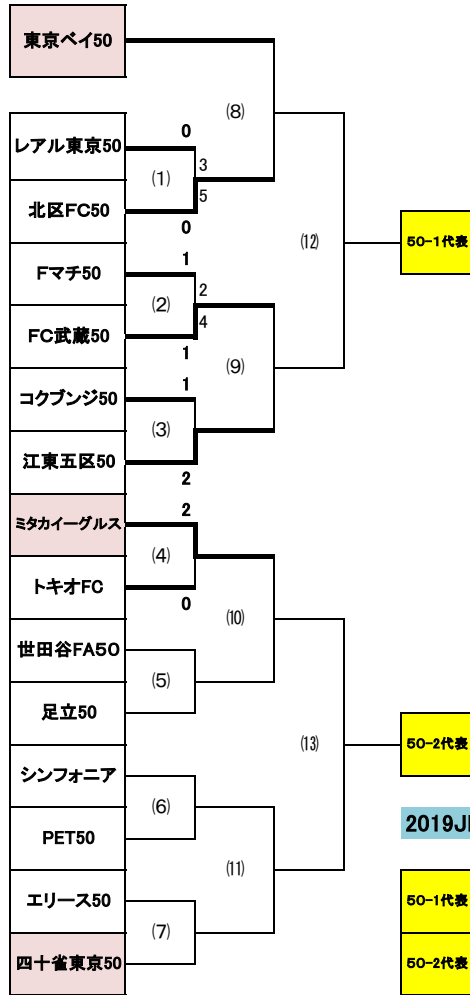 東京ベイ50
(8)
レアル東京50
0
(1)
3
5
北区FC50
0
(12)
50-1代表
Fマチ50
1
(2)
2
4
FC武蔵50
1
(9)
コクブンジ50
1
(3)
江東五区50
2
ミタカイーグルス
2
(4)
トキオFC
0
(10)
世田谷FA50
(5)
足立50
(13)
50-2代表
シンフォニア
(6)
PET50
2019J
(11)
エリース50
(7)
四十雀東京50
50-1代表
50-2代表